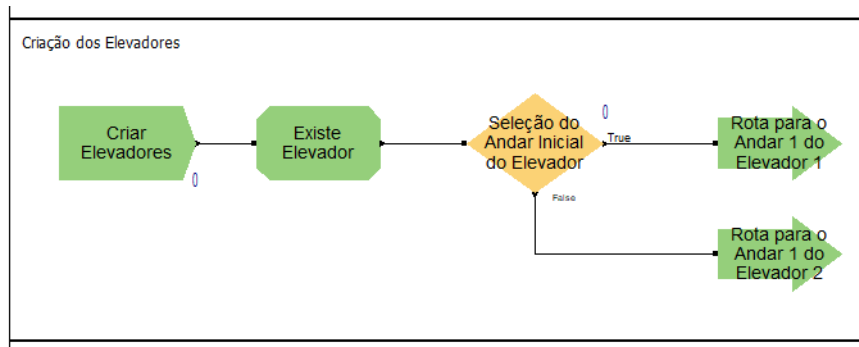 Criação dos Elevadores
Criar
Elevadores
0
Existe
Elevador
Seleção do
Andar Inicial
do Elevador
0
True
False
Rota para o
Andar 1 do
Elevador 1
Rota para o
Andar 1 do
Elevador 2